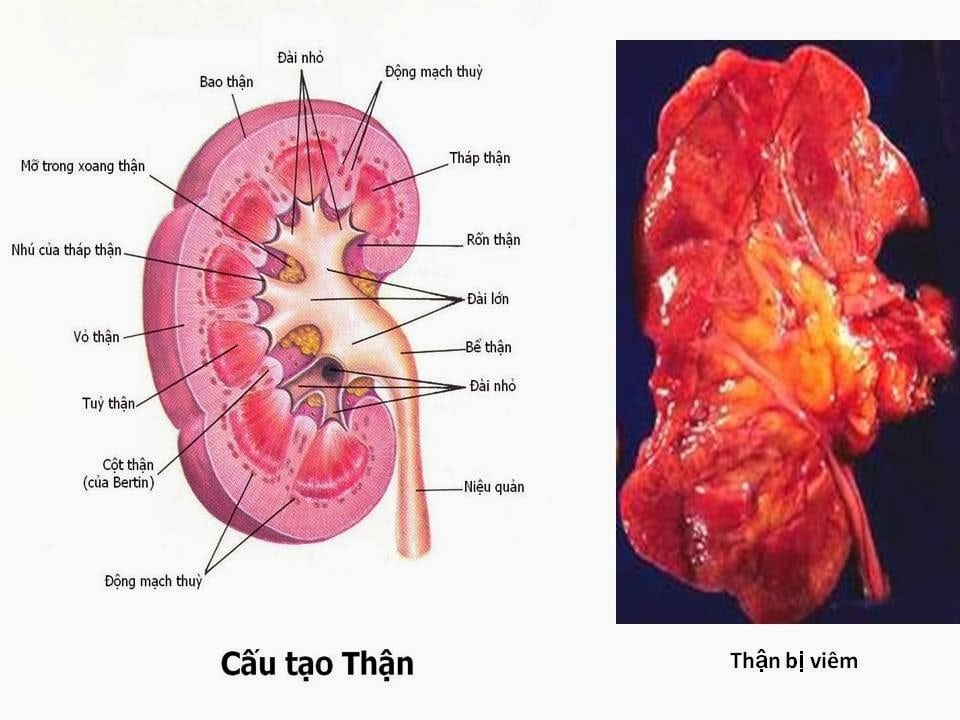 Đài nhỏ
Động mạch thuỳ
Bao thận
Mỡ trong xoang thận
Tháp thận
Nhú của tháp thận
Rốn thận
Đài lớn
Vỏ thận
Bể thận
Đài nhỏ
Tuỷ thận
Cột thận
(của Bertin)
Niệu quản
Động mạch thuỳ
Cấu tạo Thận
Thận bị viêm